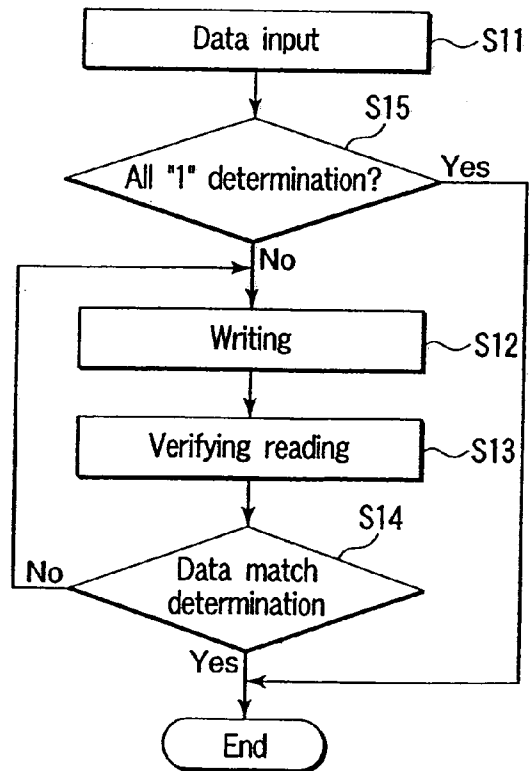 Data input
S11
S15
All "1" determination?
Yes
No
Writing
S12
Verifying reading
S13
S14
No
Data match
determination
Yes
End